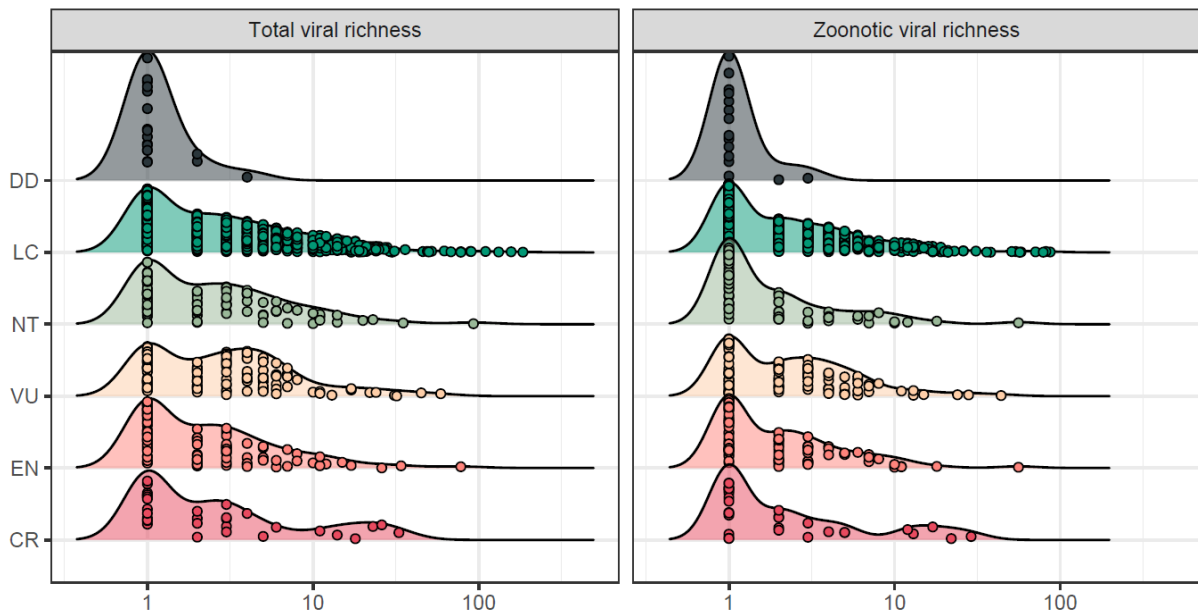 Total viral richness
Zoonotic viral richness
DD
LC
NT
VU
EN
CR
1 10 100
1 10 100